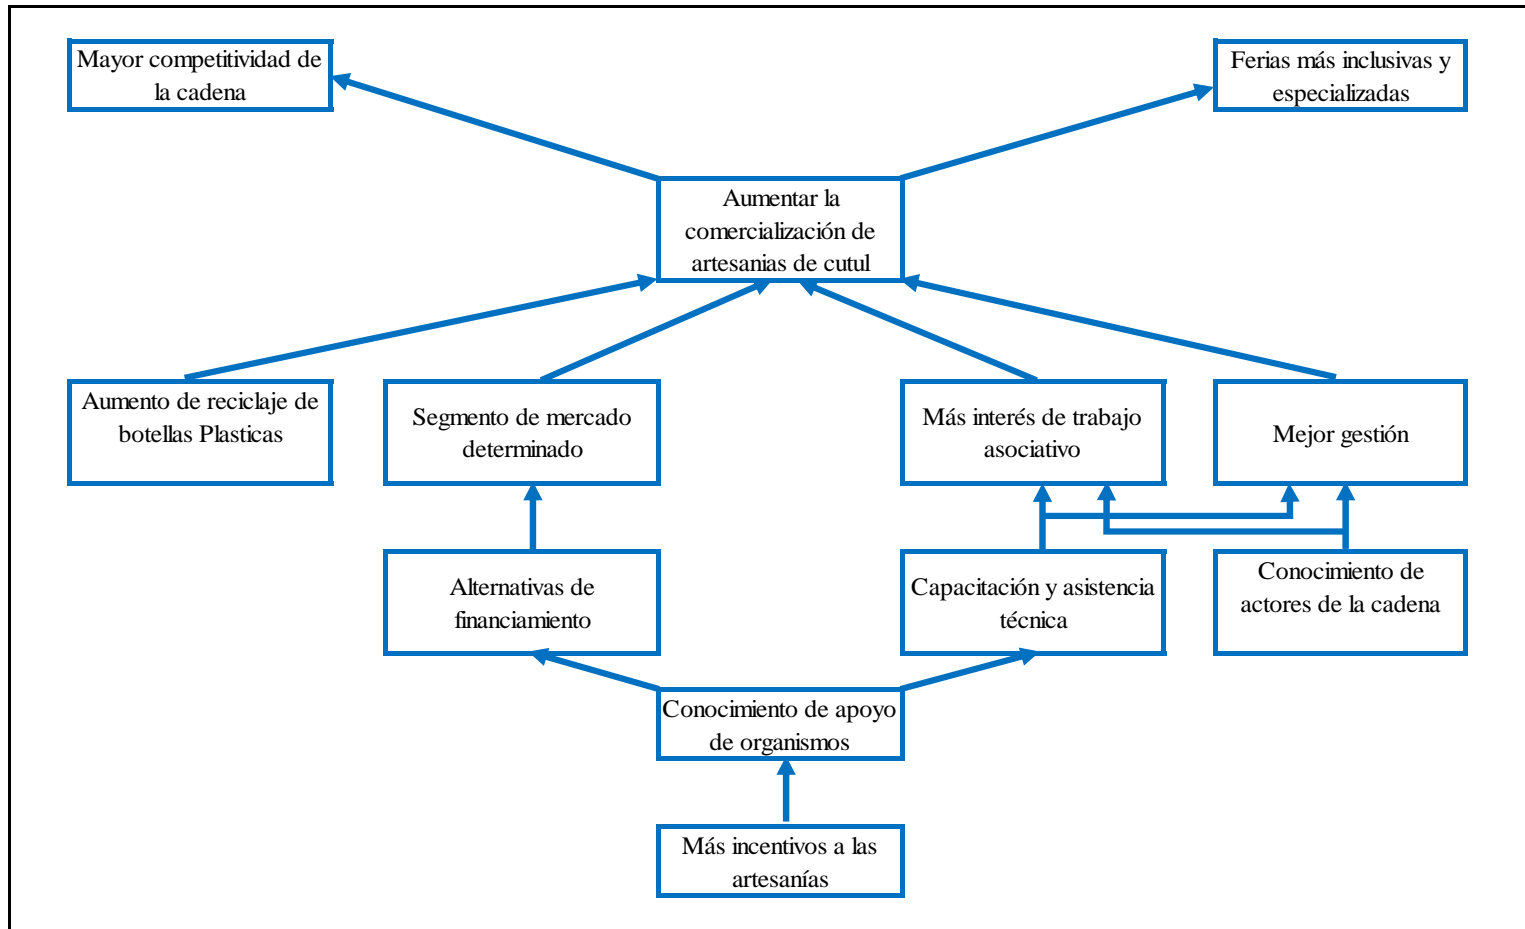 Mayor competitividad de
la cadena
Ferias más inclusivas y
especializadas
Aumentar la
comercialización de
artesanias de cutul
Aumento de reciclaje de
botellas Plasticas
Segmento de mercado
determinado
Más interés de trabajo
asociativo
Mejor gestión
Alternativas de
financiamiento
Capacitación y asistencia
técnica
Conocimiento de
actores de la cadena
Conocimiento de apoyo
de organismos
Más incentivos a las
artesanías